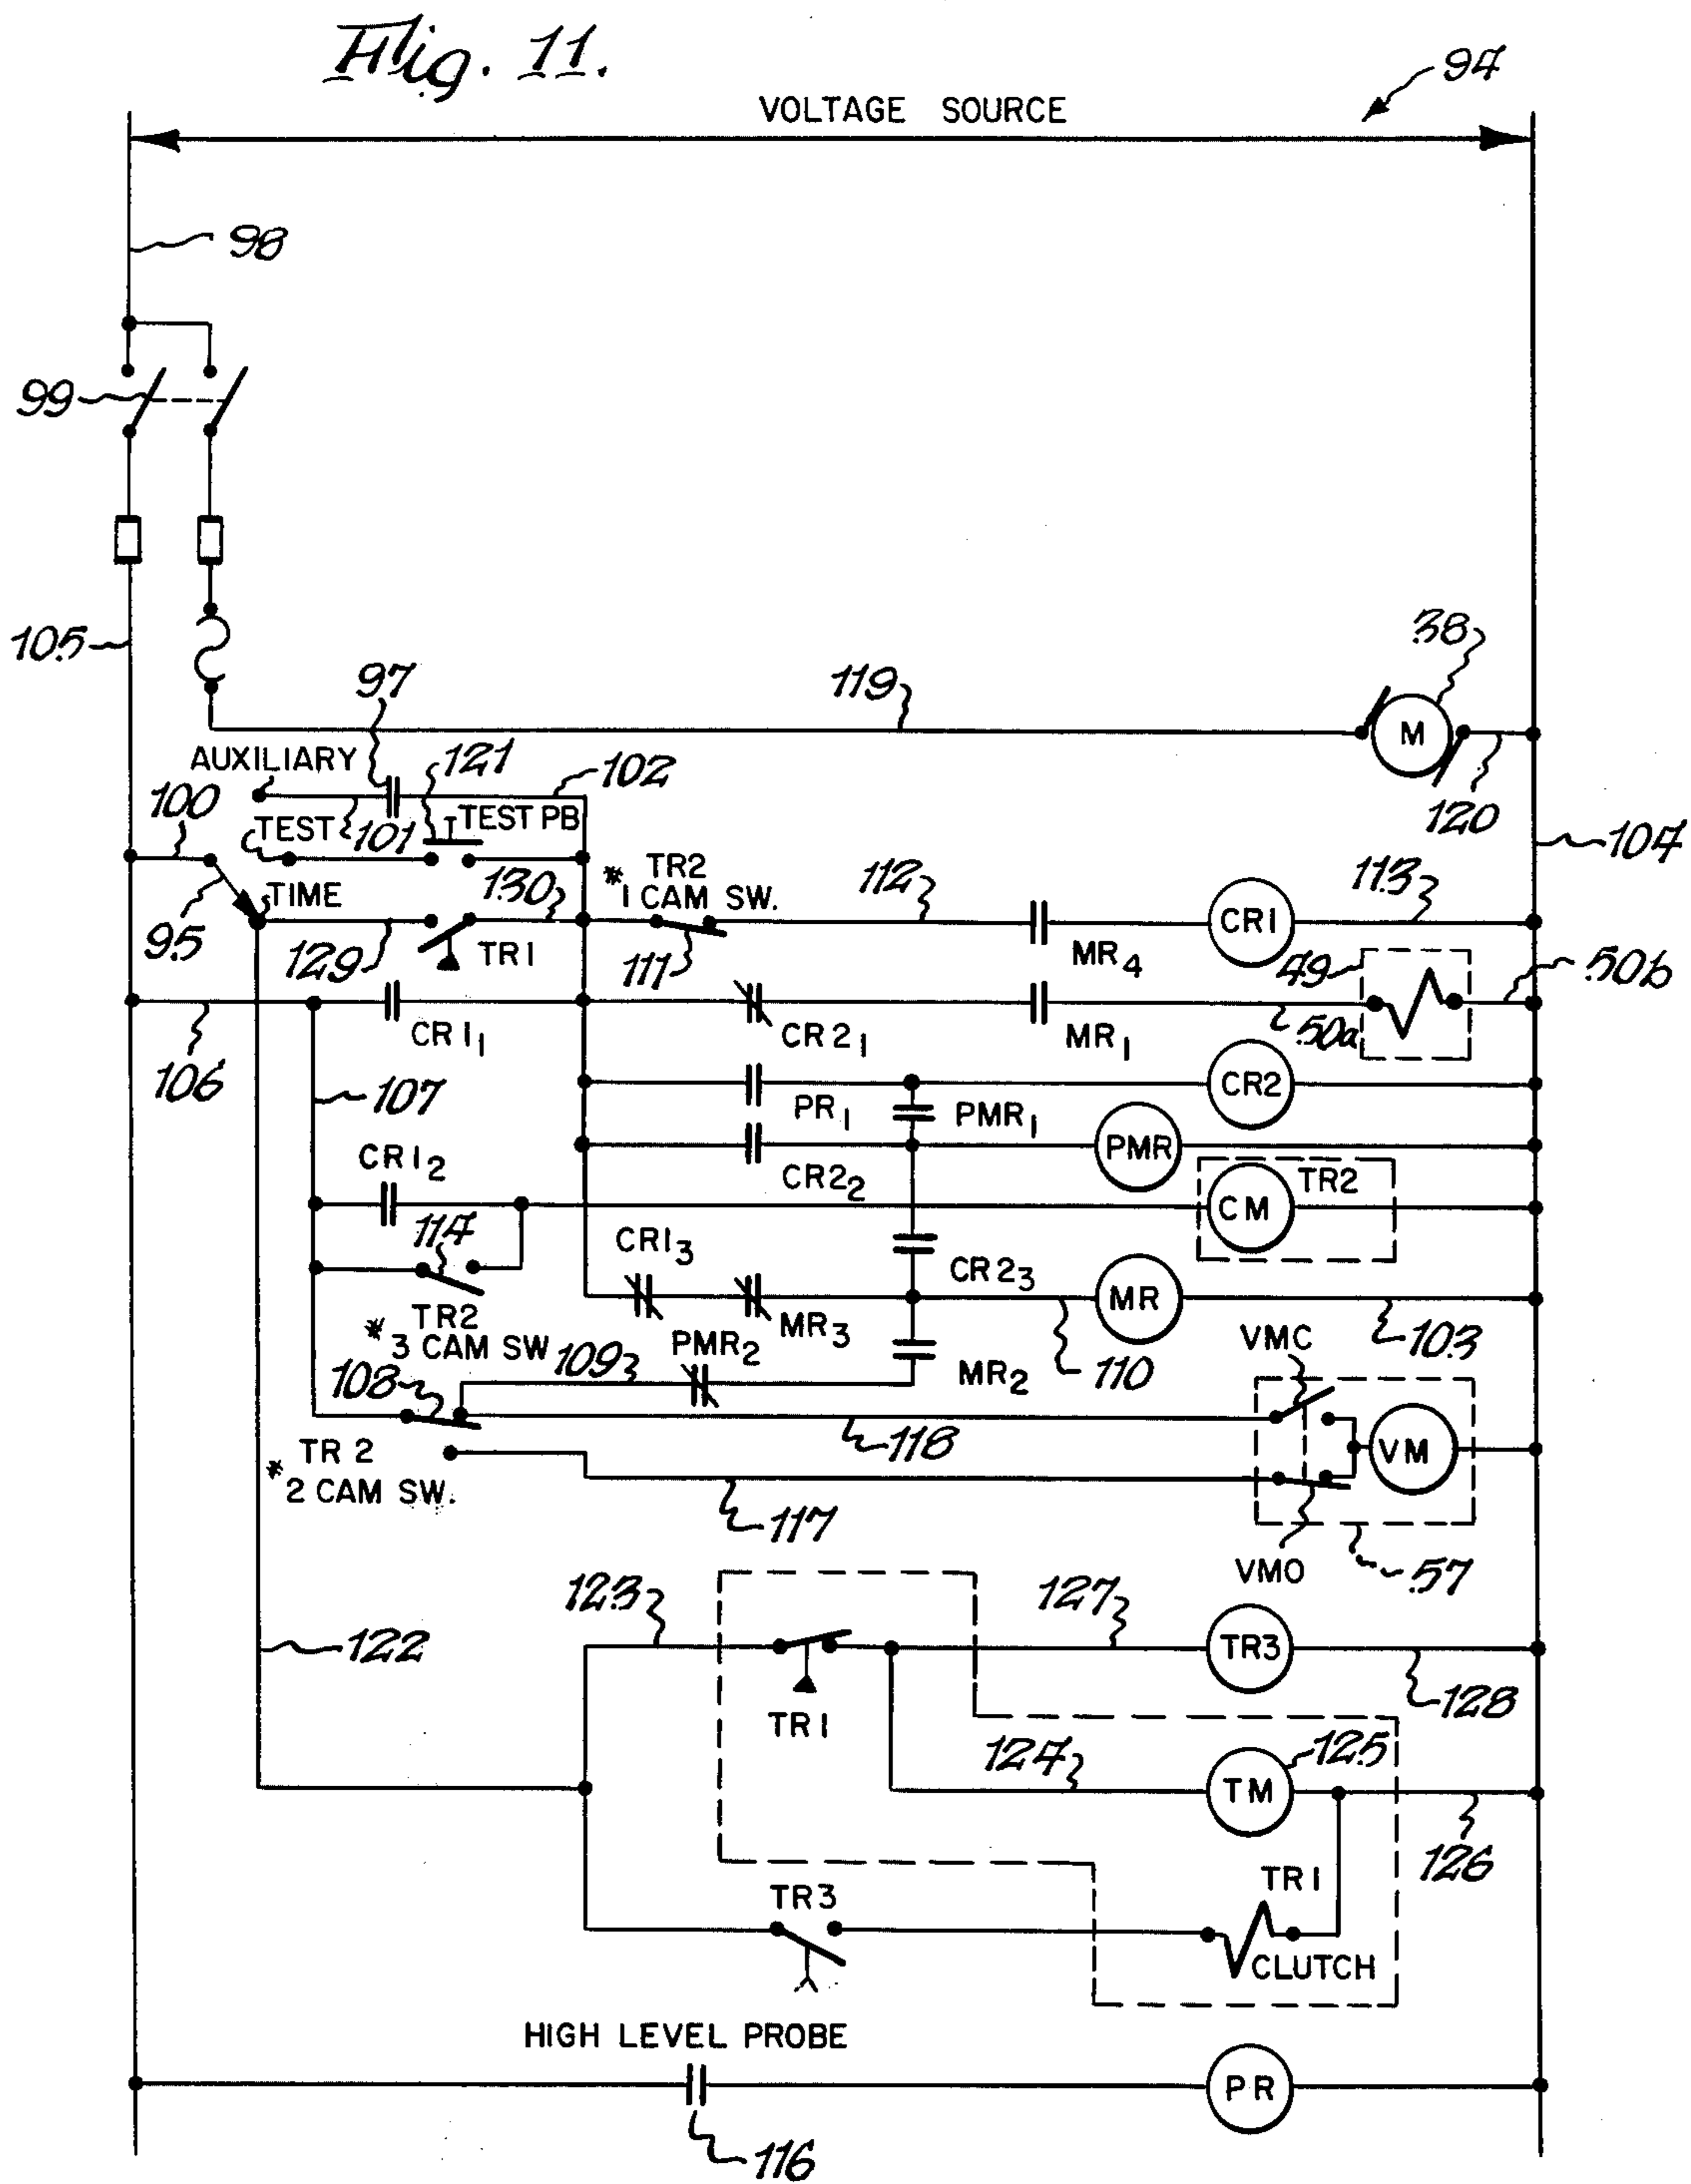 Fig. 11.
94
VOLTAGE SOURCE
98
99
105
38
M
119
97
120
104
AUXILIARY
121
102
100
101
TEST
TEST PB
TIME
95
129
130
TR1
TR2
*1 CAM SW.
111
112
MR4
CR1
113
49
50b
106
107
CR1₁
CR2₁
MR₁
50a
PR₁
PMR₁
CR2
CR2₂
PMR
CR1₂
114
TR2
*3 CAM SW
CM
TR2
CR1₃
MR₃
CR2₃
MR
110
103
109
PMR₂
MR₂
108
TR2
*2 CAM SW.
118
117
VMC
VM
VMO
57
122
123
TR1
127
TR3
128
124
TM
125
126
TR3
TR1
CLUTCH
HIGH LEVEL PROBE
116
PR